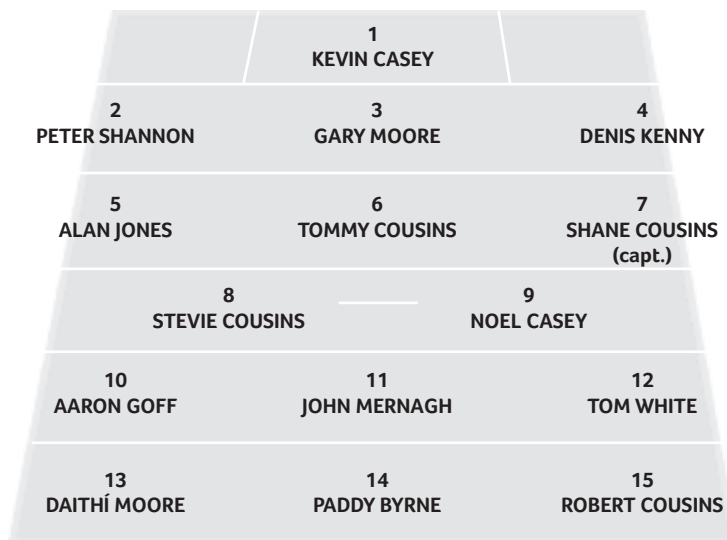 1
KEVIN CASEY
2
PETER SHANNON
3
GARY MOORE
4
DENIS KENNY
5
ALAN JONES
6
TOMMY COUSINS
7
SHANE COUSINS
(capt.)
8
STEVIE COUSINS
9
NOEL CASEY
10
AARON GOFF
11
JOHN MERNAGH
12
TOM WHITE
13
DAITHÍ MOORE
14
PADDY BYRNE
15
ROBERT COUSINS